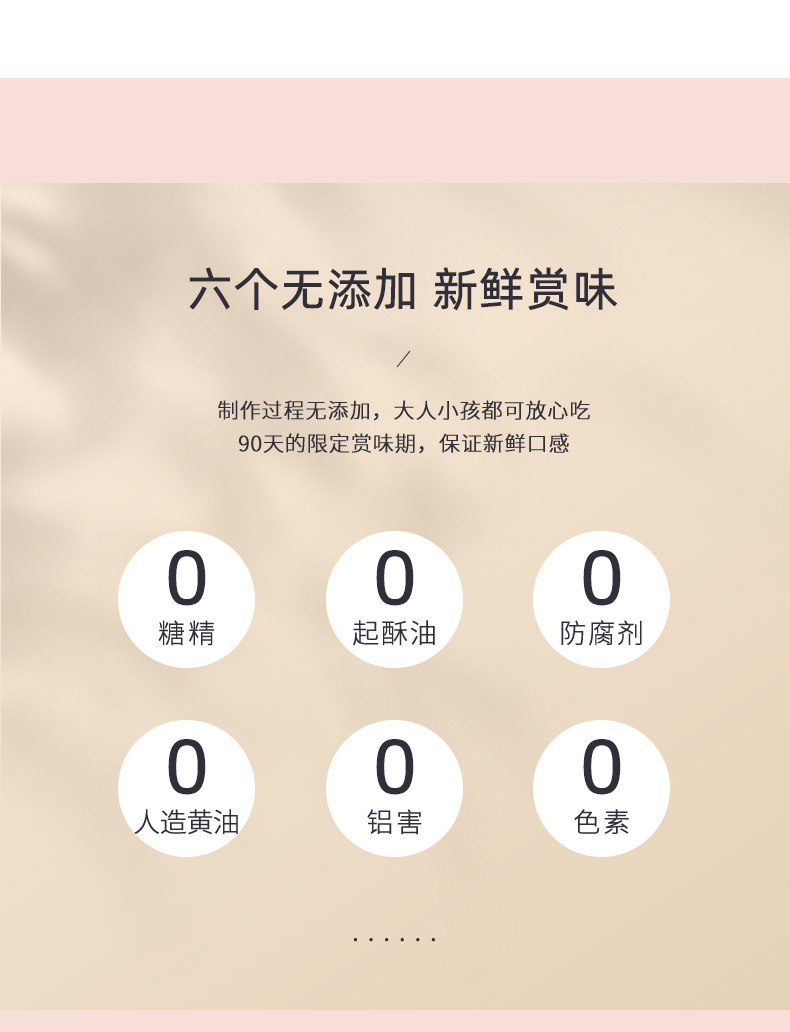 六个无添加 新鲜赏味
制作过程无添加，大人小孩都可放心吃
90天的限定赏味期，保证新鲜口感
0
糖精
0
起酥油
0
防腐剂
0
人造黄油
0
铝害
0
色素